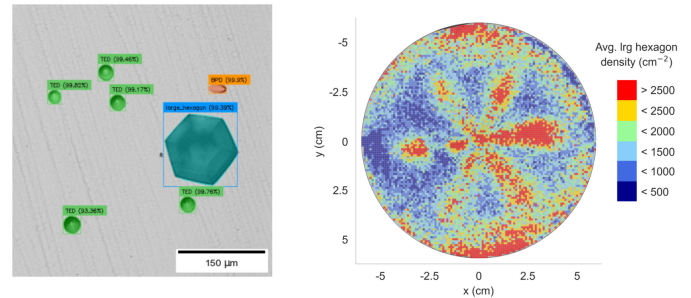 TED (99.46%)
TED (99.82%)
TED (99.17%)
BPD (99.9%)
large_hexagon (99.39%)
TED (99.76%)
TED (93.36%)
150 µm
Avg. lrg hexagon
density (cm⁻²)
> 2500
< 2500
< 2000
< 1500
< 1000
< 500
-5
-2.5
0
2.5
5
y (cm)
-5
-2.5
0
2.5
5
x (cm)